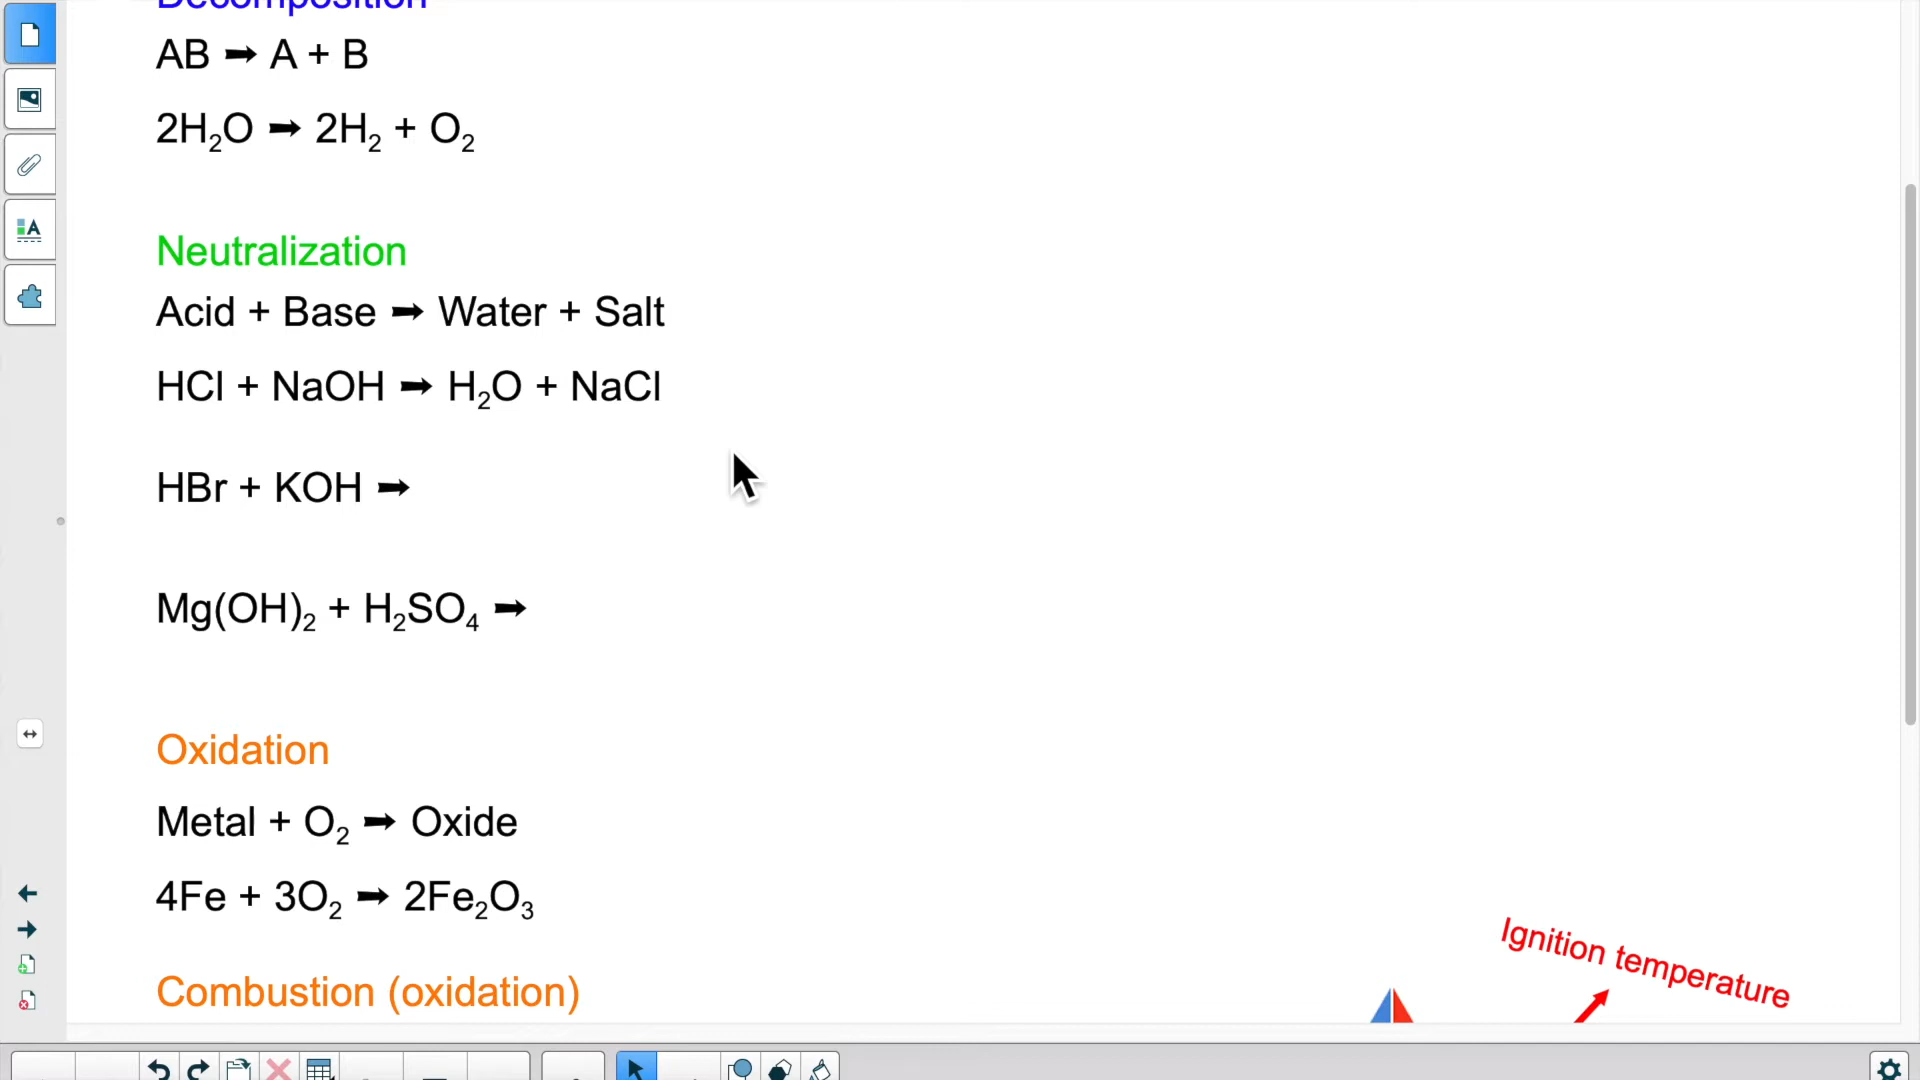 Decomposition
AB ➡ A + B
2H₂O ➡ 2H₂ + O₂
Neutralization
Acid + Base ➡ Water + Salt
HCl + NaOH ➡ H₂O + NaCl
HBr + KOH ➡
Mg(OH)₂ + H₂SO₄ ➡
Oxidation
Metal + O₂ ➡ Oxide
4Fe + 3O₂ ➡ 2Fe₂O₃
Ignition temperature
Combustion (oxidation)